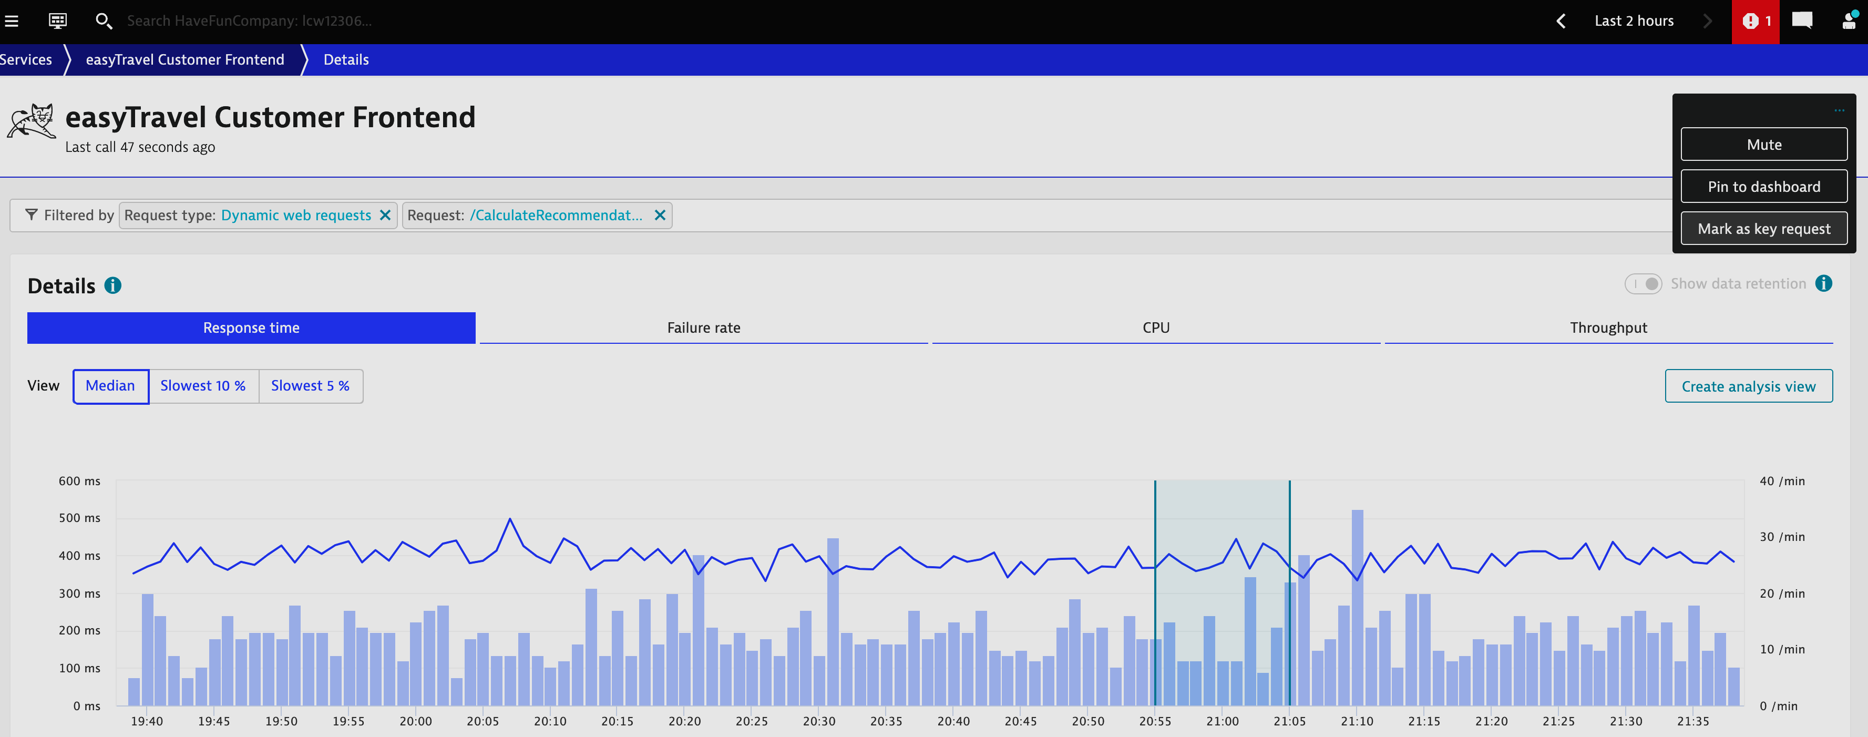 Search HaveFunCompany: lcw12306...
Last 2 hours
1
Services
easyTravel Customer Frontend
Details
easyTravel Customer Frontend
Last call 47 seconds ago
...
Mute
Pin to dashboard
Mark as key request
Filtered by
Request type: Dynamic web requests
Request: /CalculateRecommendat...
Details
Show data retention
Response time
Failure rate
CPU
Throughput
View
Median
Slowest 10 %
Slowest 5 %
Create analysis view
600 ms
500 ms
400 ms
300 ms
200 ms
100 ms
0 ms
40 /min
30 /min
20 /min
10 /min
0 /min
19:40
19:45
19:50
19:55
20:00
20:05
20:10
20:15
20:20
20:25
20:30
20:35
20:40
20:45
20:50
20:55
21:00
21:05
21:10
21:15
21:20
21:25
21:30
21:35